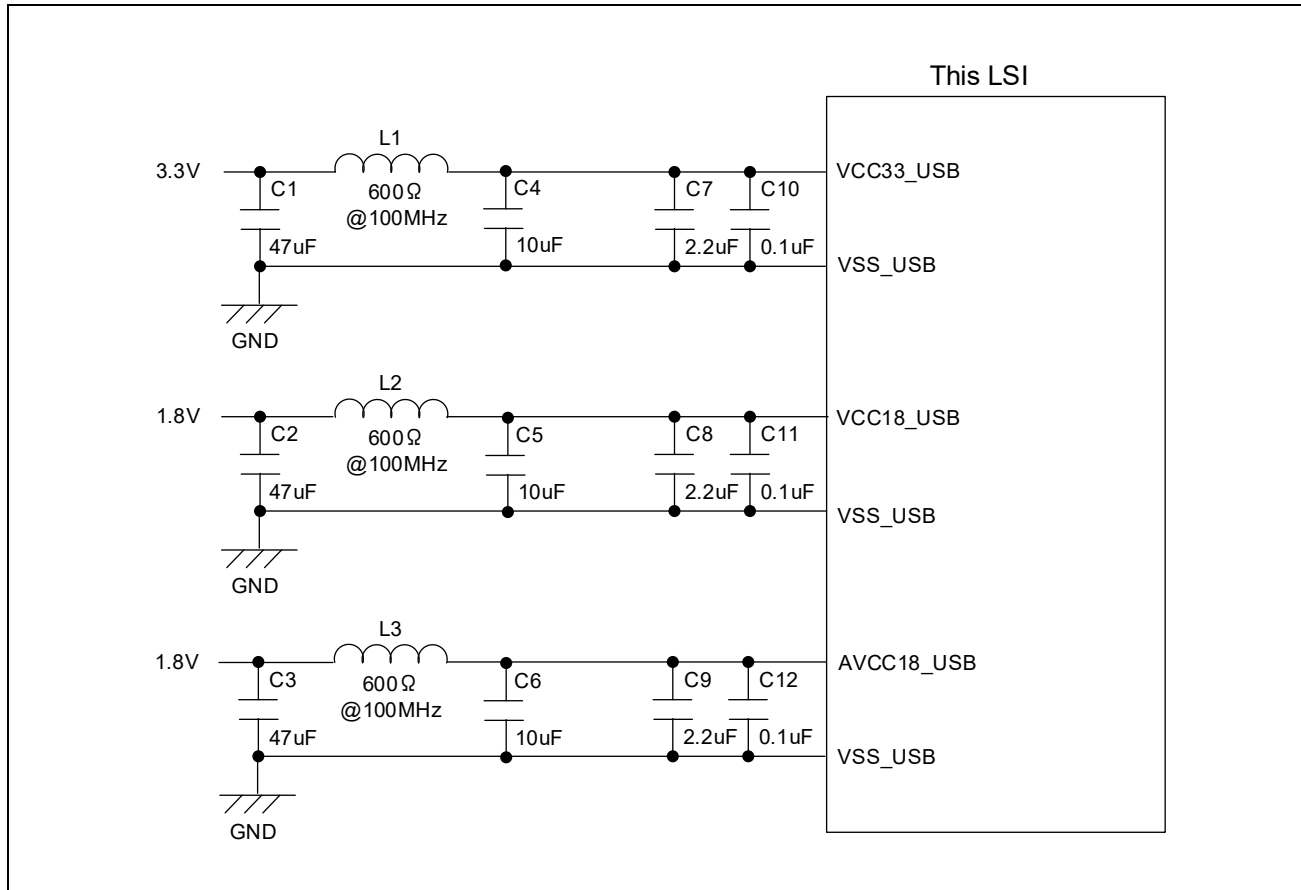 This LSI
L1
3.3V
C1
600Ω
@100MHz
47uF
C4
10uF
C7
2.2uF
C10
0.1uF
VCC33_USB
VSS_USB
GND
L2
1.8V
C2
600Ω
@100MHz
47uF
C5
10uF
C8
2.2uF
C11
0.1uF
VCC18_USB
VSS_USB
GND
L3
1.8V
C3
600Ω
@100MHz
47uF
C6
10uF
C9
2.2uF
C12
0.1uF
AVCC18_USB
VSS_USB
GND